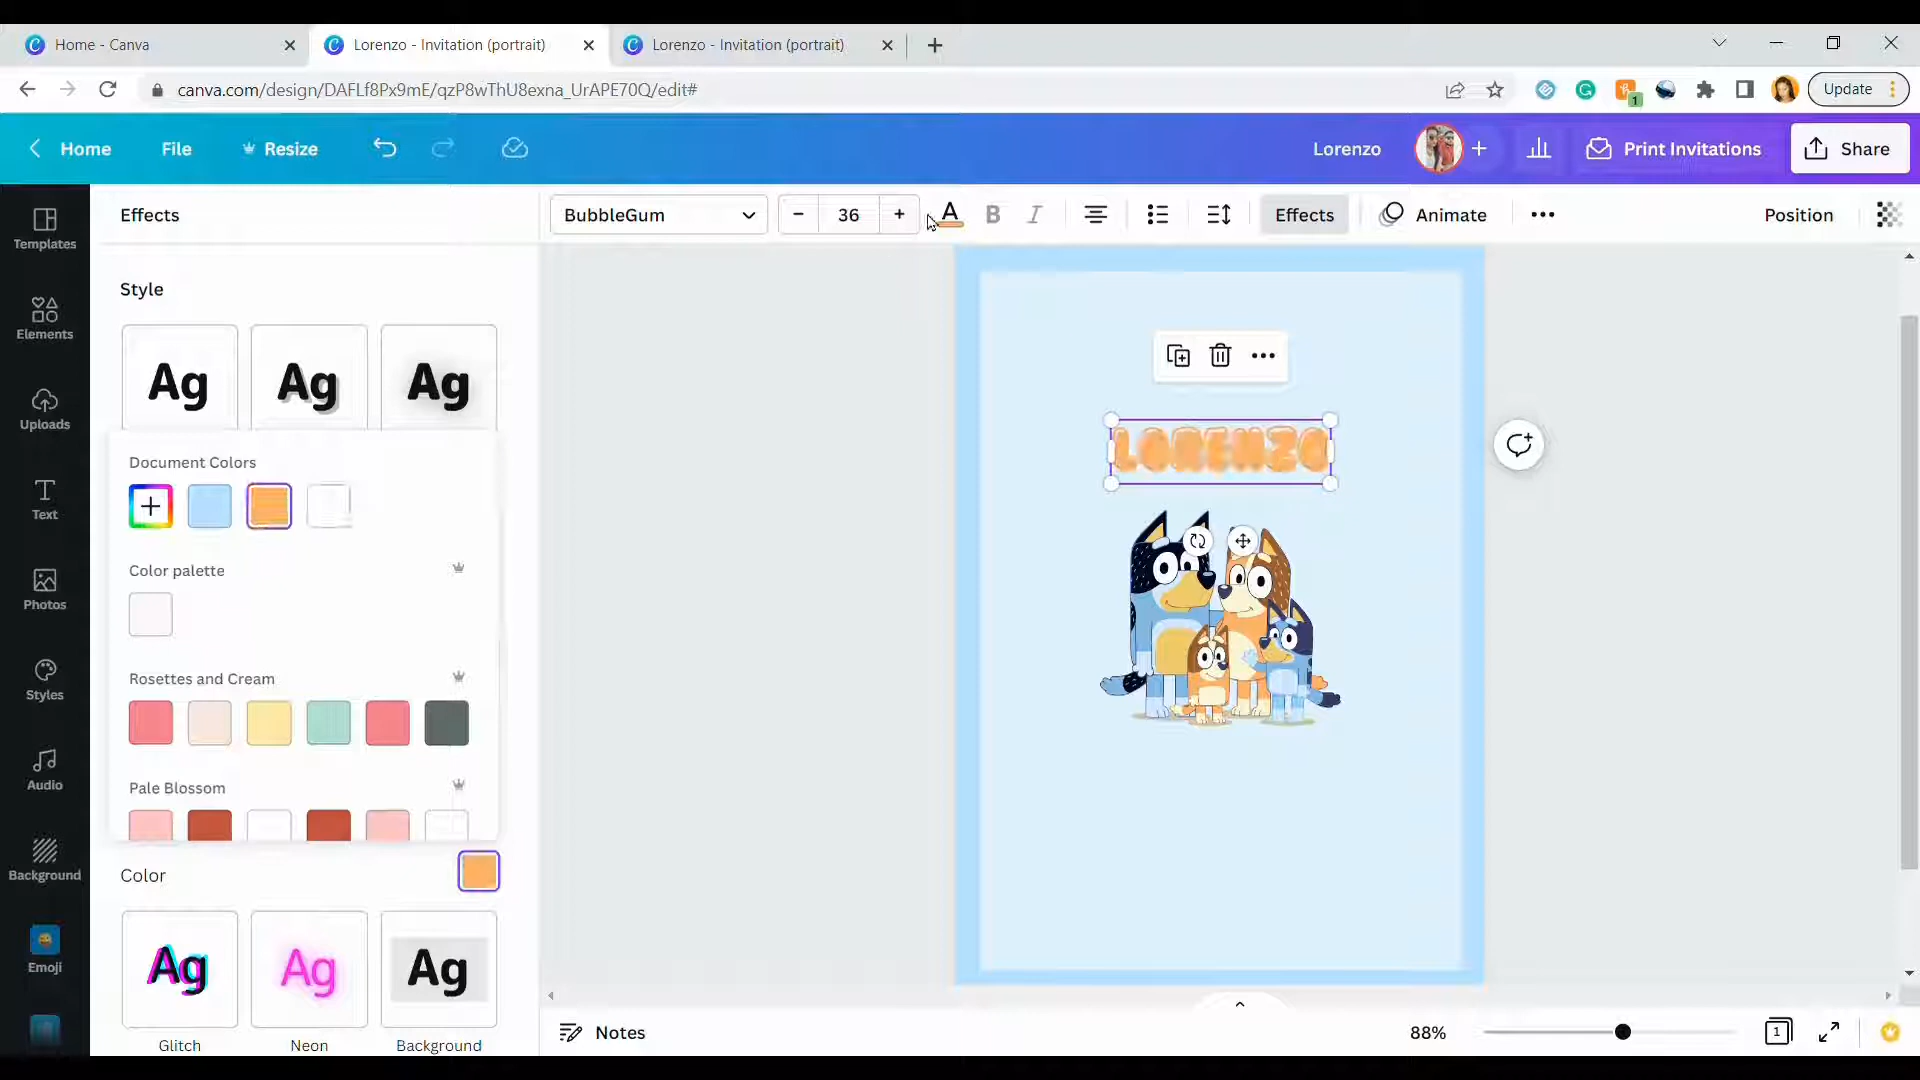 Home - Canva
Lorenzo - Invitation (portrait)
Lorenzo - Invitation (portrait)
canva.com/design/DAFLf8Px9mE/qzP8wThU8exna_UrAPE70Q/edit#
1
Update
Home
File
Resize
Lorenzo
Print Invitations
Share
Templates
Elements
Uploads
Text
Photos
Styles
Audio
Background
Emoji
Effects
BubbleGum
36
A
B
I
Effects
Animate
Position
Style
Ag
Ag
Ag
Document Colors
Color palette
Rosettes and Cream
Pale Blossom
Color
Ag
Ag
Ag
Glitch
Neon
Background
LORENZO
Notes
88%
1